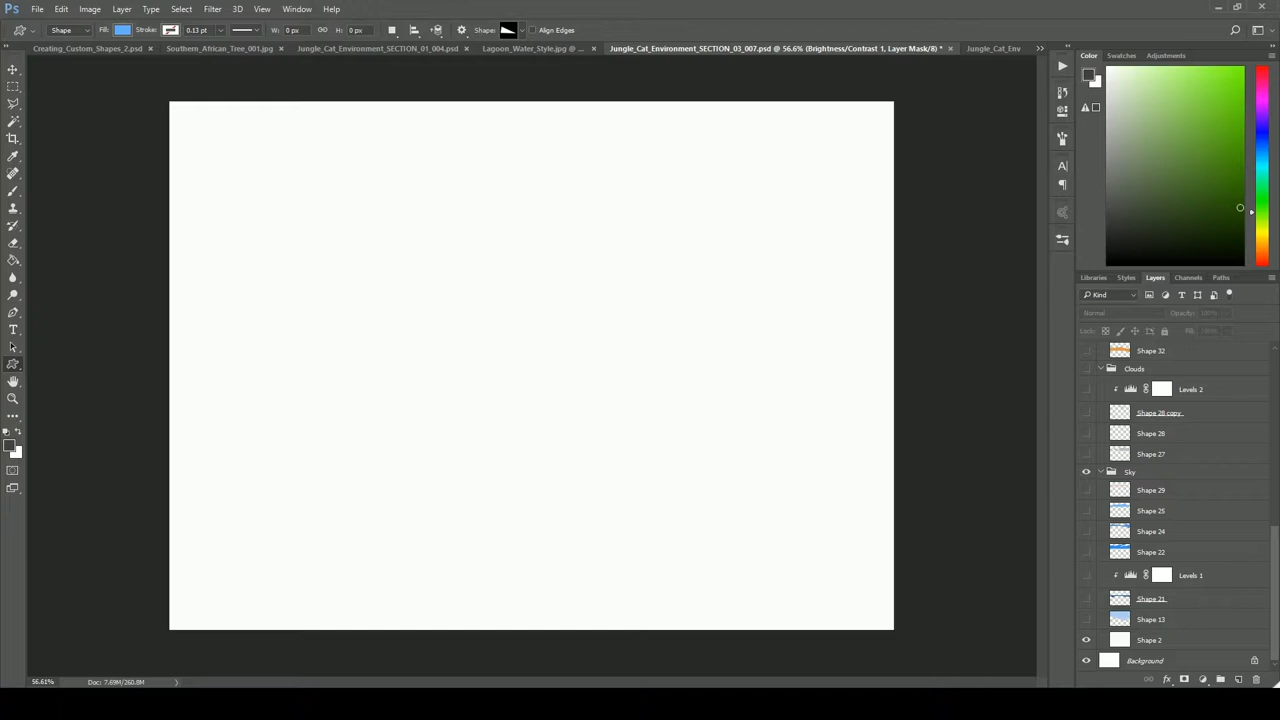 Ps File Edit Image Layer Type Select Filter 3D View Window Help
Shape Fill: Stroke: 0.13 pt W: 0 px H: 0 px Shape: Align Edges
Creating_Custom_Shapes_2.psd × Southern_African_Tree_001.jpg × Jungle_Cat_Environment_SECTION_01_004.psd × Lagoon_Water_Style.jpg @ ... × Jungle_Cat_Environment_SECTION_03_007.psd @ 56.6% (Brightness/Contrast 1, Layer Mask/8) * × Jungle_Cat_Env
Color Swatches Adjustments
Libraries Styles Layers Channels Paths
Kind
Normal Opacity: 100%
Lock: Fill: 100%
Shape 32
Clouds
Levels 2
Shape 28 copy
Shape 28
Shape 27
Sky
Shape 29
Shape 25
Shape 24
Shape 22
Levels 1
Shape 21
Shape 13
Shape 2
Background
56.61% Doc: 7.69M/260.8M